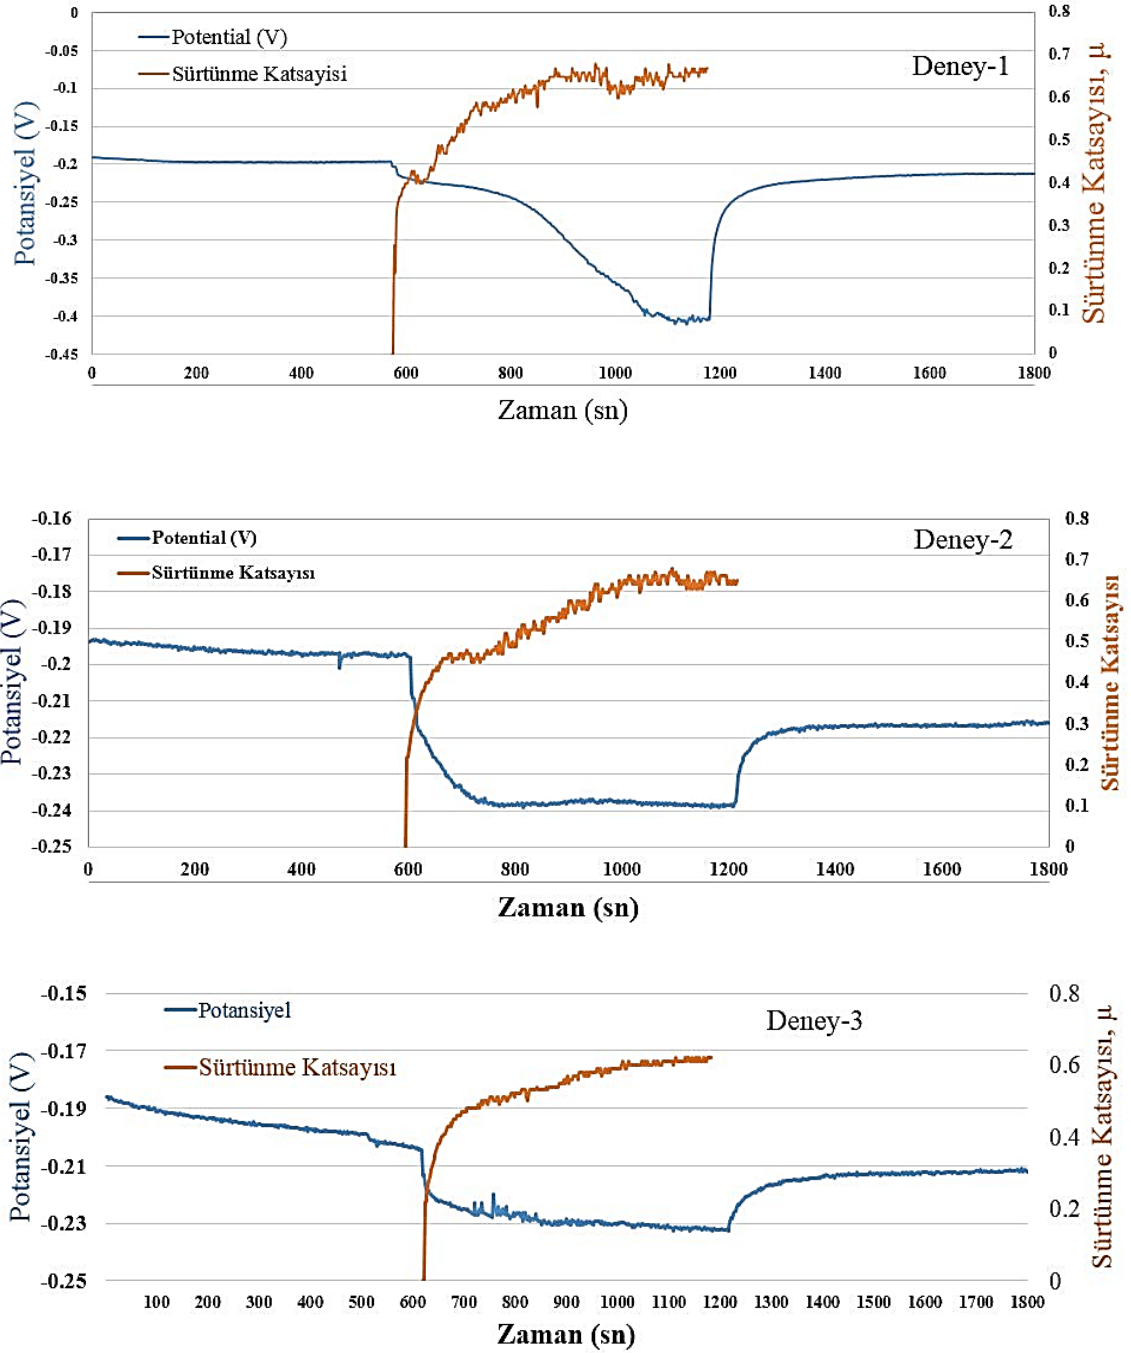 Potential (V)
Sürtünme Katsayisi
Deney-1
Potansiyel (V)
0
-0.05
-0.1
-0.15
-0.2
-0.25
-0.3
-0.35
-0.4
-0.45
0.8
0.7
0.6
0.5
0.4
0.3
0.2
0.1
0
Sürtünme Katsayısı, µ
0 200 400 600 800 1000 1200 1400 1600 1800
Zaman (sn)
Potential (V)
Sürtünme Katsayısı
Deney-2
Potansiyel (V)
-0.16
-0.17
-0.18
-0.19
-0.2
-0.21
-0.22
-0.23
-0.24
-0.25
0.8
0.7
0.6
0.5
0.4
0.3
0.2
0.1
0
Sürtünme Katsayısı
0 200 400 600 800 1000 1200 1400 1600 1800
Zaman (sn)
Potansiyel
Sürtünme Katsayısı
Deney-3
Potansiyel (V)
-0.15
-0.17
-0.19
-0.21
-0.23
-0.25
0.8
0.6
0.4
0.2
0
Sürtünme Katsayısı, µ
100 200 300 400 500 600 700 800 900 1000 1100 1200 1300 1400 1500 1600 1700 1800
Zaman (sn)